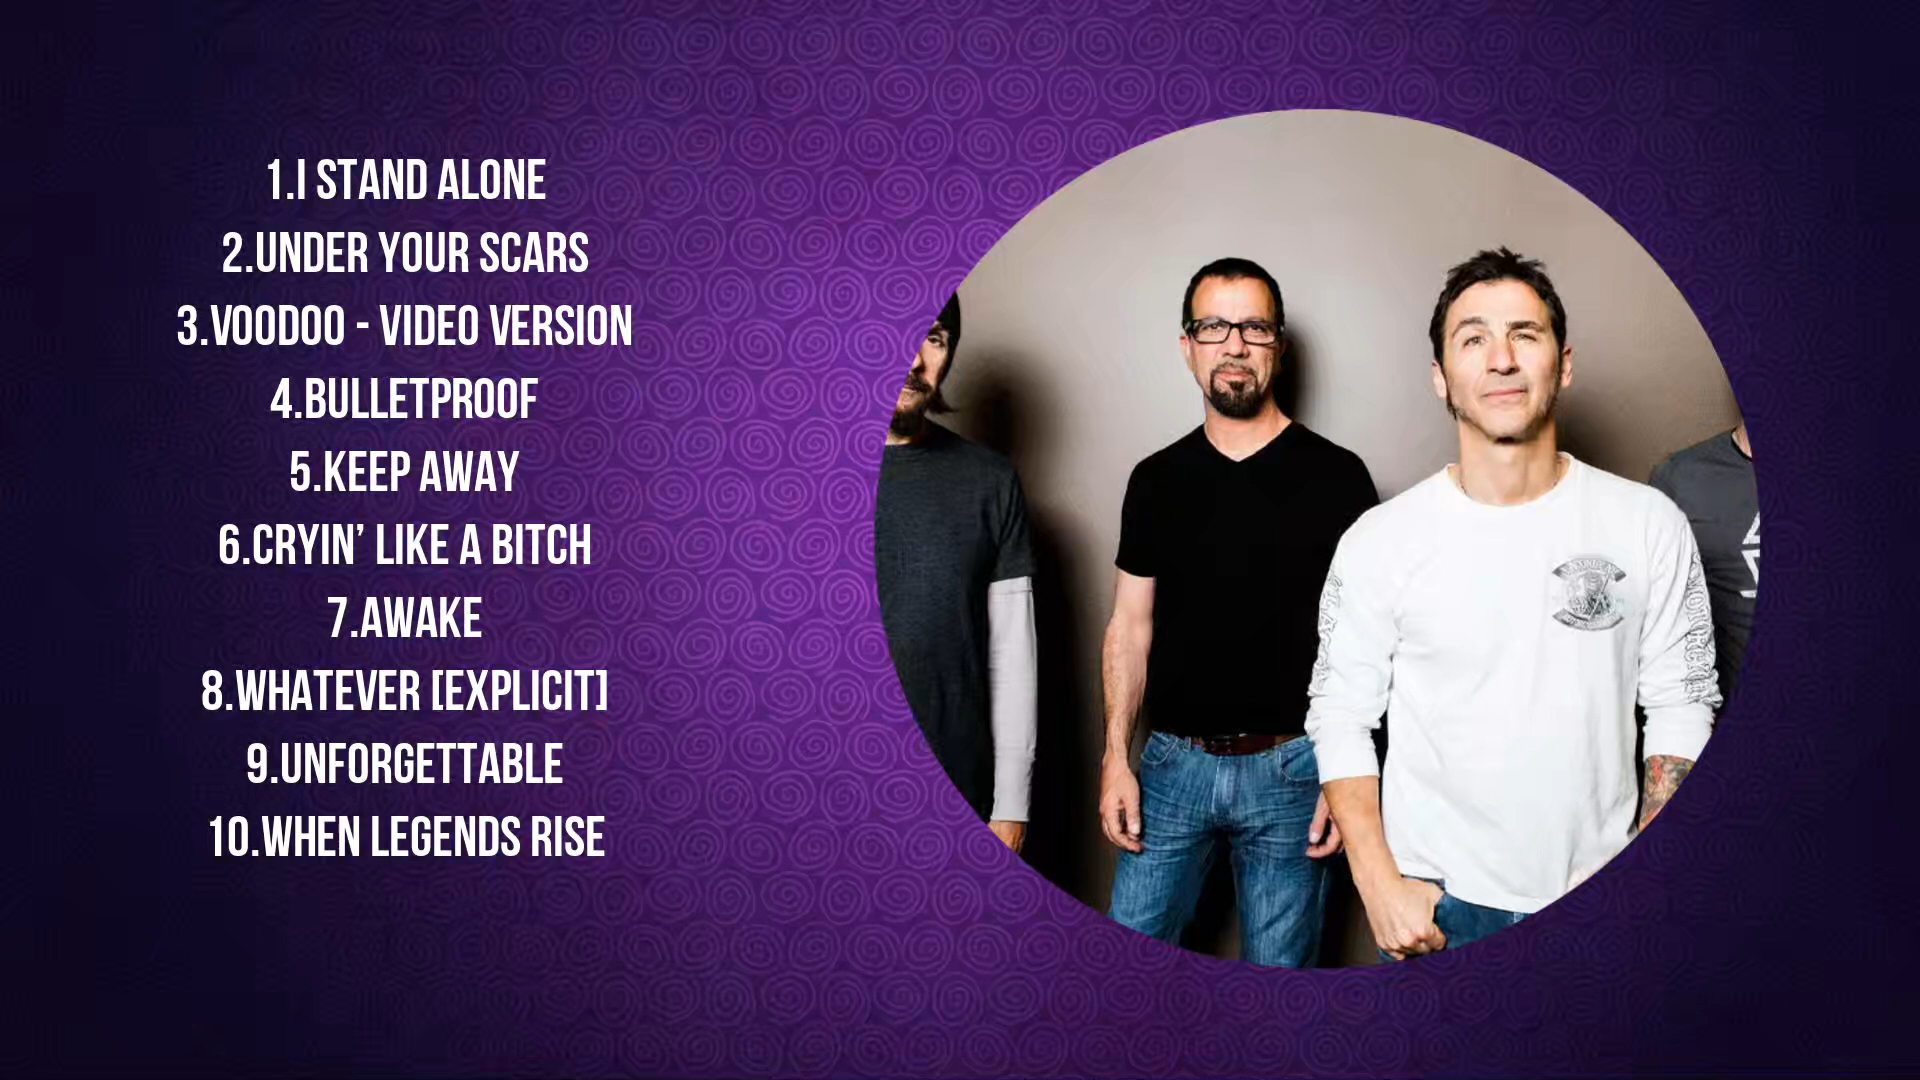 1.I STAND ALONE
2.UNDER YOUR SCARS
3.VOODOO - VIDEO VERSION
4.BULLETPROOF
5.KEEP AWAY
6.CRYIN’ LIKE A BITCH
7.AWAKE
8.WHATEVER [EXPLICIT]
9.UNFORGETTABLE
10.WHEN LEGENDS RISE